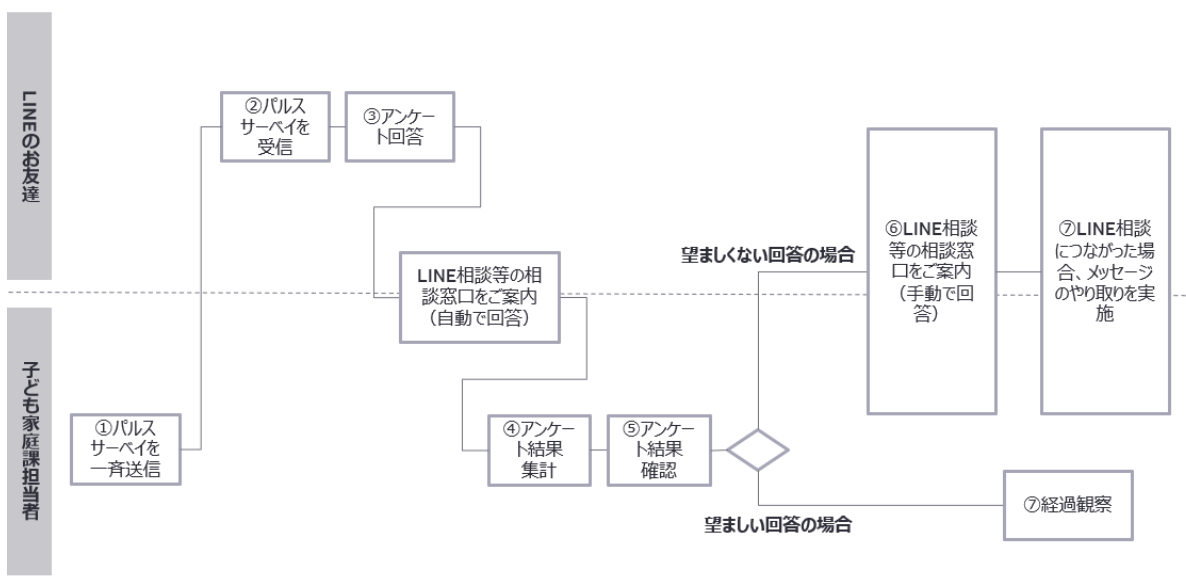 LINEのお友達
②パルス
サーベイを
受信
③アンケー
ト回答
LINE相談等の相
談窓口をご案内
（自動で回答）
望ましくない回答の場合
⑥LINE相談
等の相談窓
口をご案内
（手動で回
答）
⑦LINE相談
につながった場
合、メッセージ
のやり取りを実
施
子ども家庭課担当者
①パルス
サーベイを
一斉送信
④アンケー
ト結果
集計
⑤アンケー
ト結果
確認
望ましい回答の場合
⑦経過観察